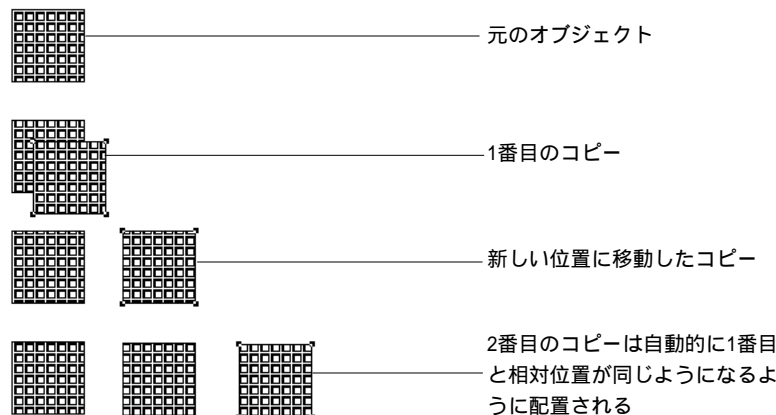 元のオブジェクト
1番目のコピー
新しい位置に移動したコピー
2番目のコピーは自動的に1番目
と相対位置が同じようになるよ
うに配置される